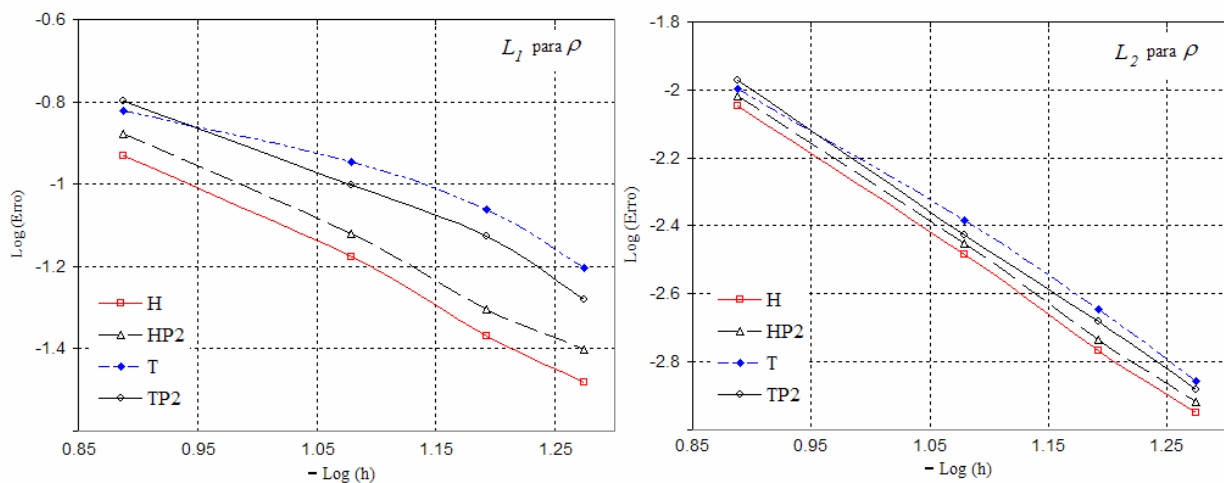 -0.6
-0.8
-1
-1.2
-1.4
Log (Erro)
L1 para ρ
H
HP2
T
TP2
0.85
0.95
1.05
1.15
1.25
− Log (h)
-1.8
-2
-2.2
-2.4
-2.6
-2.8
Log (Erro)
L2 para ρ
H
HP2
T
TP2
0.85
0.95
1.05
1.15
1.25
− Log (h)